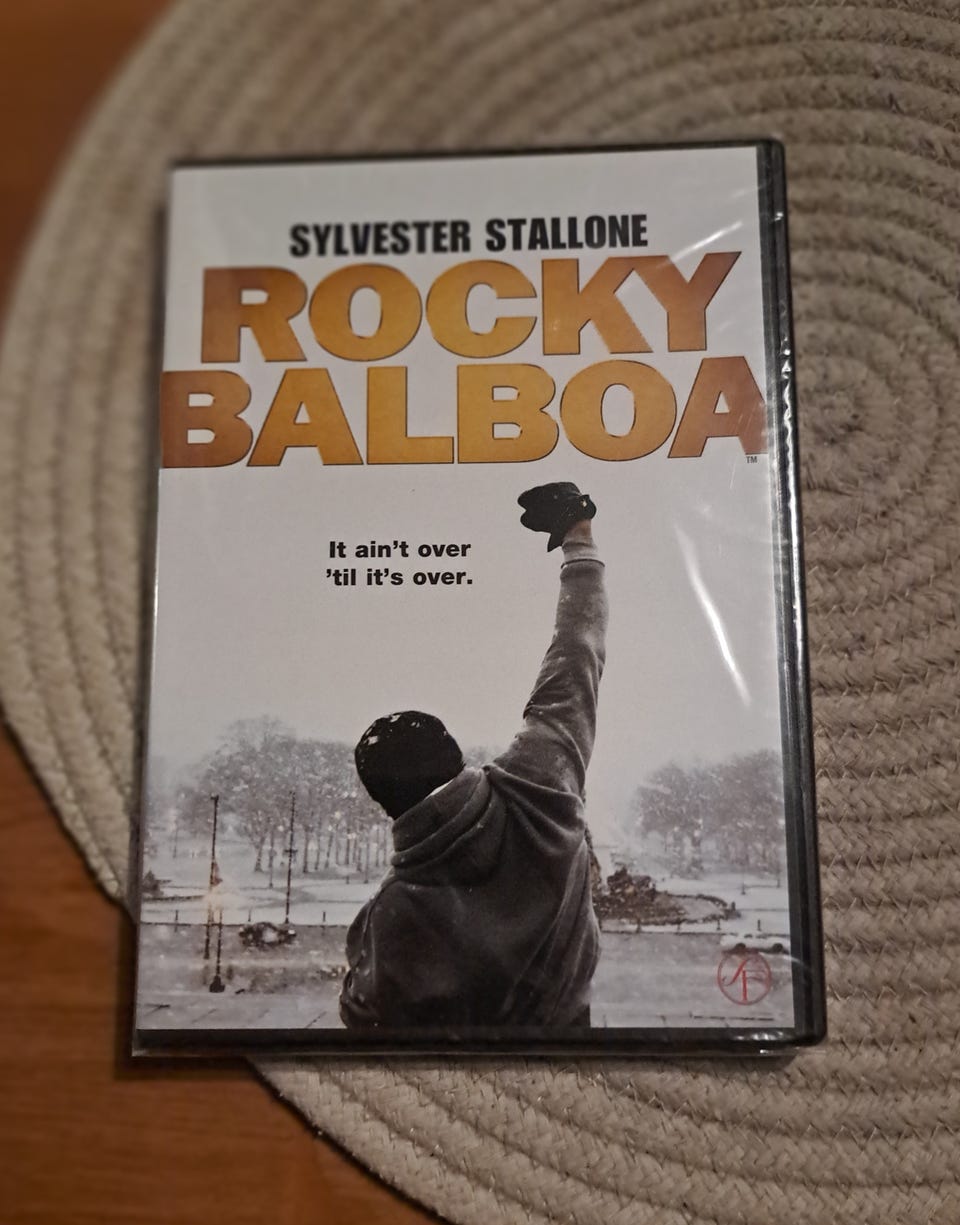 SYLVESTER STALLONE
ROCKY
BALBOA
TM
It ain't over
'til it's over.